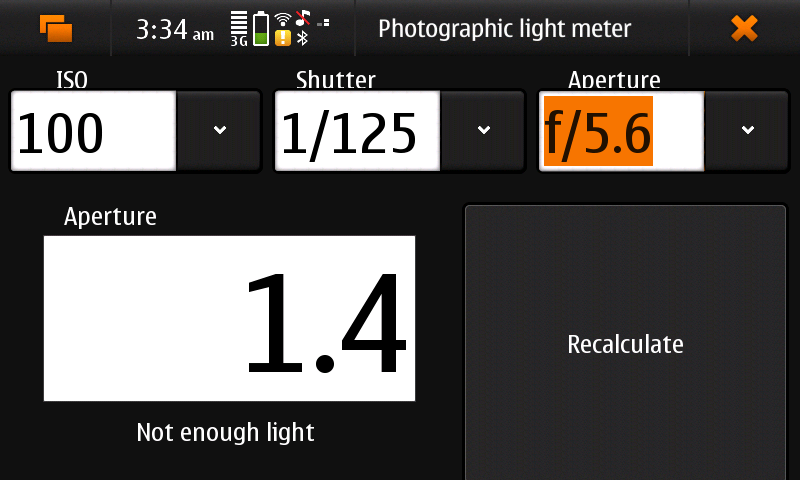 3:34 am 3G Photographic light meter
ISO Shutter Aperture
100 1/125 f/5.6
Aperture
1.4
Recalculate
Not enough light